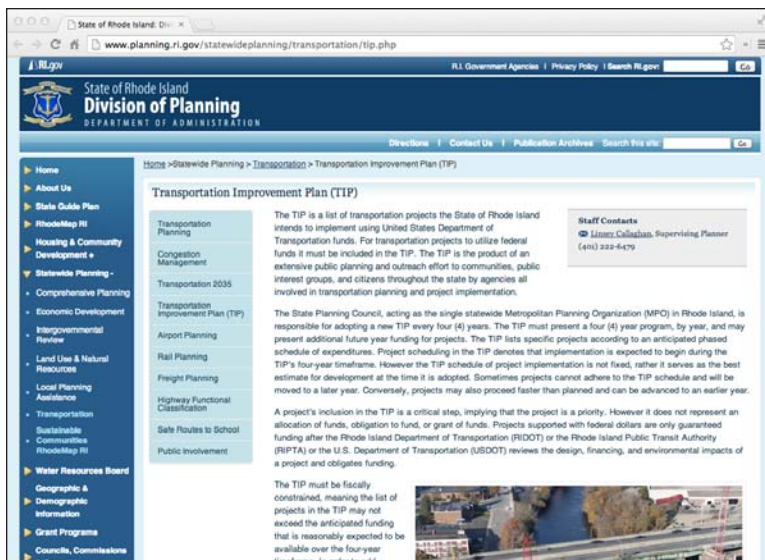 State of Rhode Island: Div
www.planning.ri.gov/statewideplanning/transportation/tip.php
RI.gov
R.I. Government Agencies | Privacy Policy | Search RI.gov: Go
State of Rhode Island
Division of Planning
DEPARTMENT OF ADMINISTRATION
Directions | Contact Us | Publication Archives Search this site: Go
Home
About Us
State Guide Plan
RhodeMap RI
Housing & Community
Development +
Statewide Planning -
Comprehensive Planning
Economic Development
Intergovernmental
Review
Land Use & Natural
Resources
Local Planning
Assistance
Transportation
Sustainable
Communities
RhodeMap RI
Water Resources Board
Geographic &
Demographic
Information
Grant Programs
Councils, Commissions
Home >Statewide Planning > Transportation > Transportation Improvement Plan (TIP)
Transportation Improvement Plan (TIP)
Transportation
Planning
Congestion
Management
Transportation 2035
Transportation
Improvement Plan (TIP)
Airport Planning
Rail Planning
Freight Planning
Highway Functional
Classification
Safe Routes to School
Public Involvement
The TIP is a list of transportation projects the State of Rhode Island
intends to implement using United States Department of
Transportation funds. For transportation projects to utilize federal
funds it must be included in the TIP. The TIP is the product of an
extensive public planning and outreach effort to communities, public
interest groups, and citizens throughout the state by agencies all
involved in transportation planning and project implementation.
Staff Contacts
Linsey Callaghan, Supervising Planner
(401) 222-6479
The State Planning Council, acting as the single statewide Metropolitan Planning Organization (MPO) in Rhode Island, is
responsible for adopting a new TIP every four (4) years. The TIP must present a four (4) year program, by year, and may
present additional future year funding for projects. The TIP lists specific projects according to an anticipated phased
schedule of expenditures. Project scheduling in the TIP denotes that implementation is expected to begin during the
TIP's four-year timeframe. However the TIP schedule of project implementation is not fixed, rather it serves as the best
estimate for development at the time it is adopted. Sometimes projects cannot adhere to the TIP schedule and will be
moved to a later year. Conversely, projects may also proceed faster than planned and can be advanced to an earlier year.
A project's inclusion in the TIP is a critical step, implying that the project is a priority. However it does not represent an
allocation of funds, obligation to fund, or grant of funds. Projects supported with federal dollars are only guaranteed
funding after the Rhode Island Department of Transportation (RIDOT) or the Rhode Island Public Transit Authority
(RIPTA) or the U.S. Department of Transportation (USDOT) reviews the design, financing, and environmental impacts of
a project and obligates funding.
The TIP must be fiscally
constrained, meaning the list of
projects in the TIP may not
exceed the anticipated funding
that is reasonably expected to be
available over the four-year